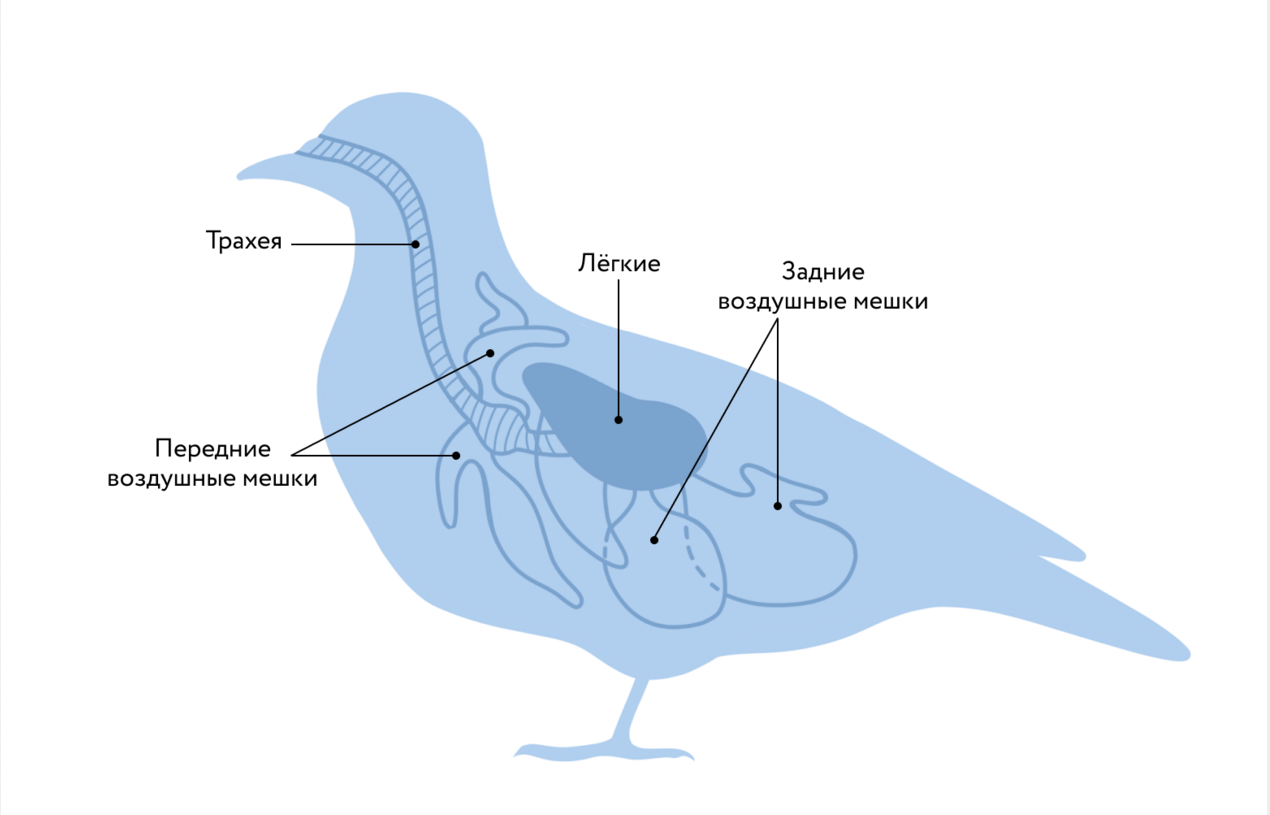 Трахея
Лёгкие
Задние
воздушные мешки
Передние
воздушные мешки